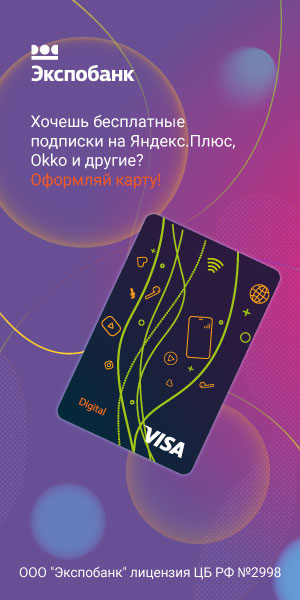 Экспобанк
Хочешь бесплатные
подписки на Яндекс.Плюс,
Okko и другие?
Оформляй карту!
Digital
VISA
ООО "Экспобанк" лицензия ЦБ РФ №2998